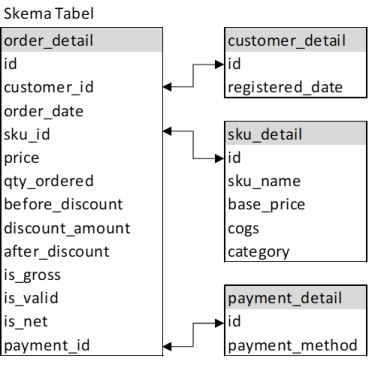 Skema Tabel
order_detail
id
customer_id
order_date
sku_id
price
qty_ordered
before_discount
discount_amount
after_discount
is_gross
is_valid
is_net
payment_id
customer_detail
id
registered_date
sku_detail
id
sku_name
base_price
cogs
category
payment_detail
id
payment_method